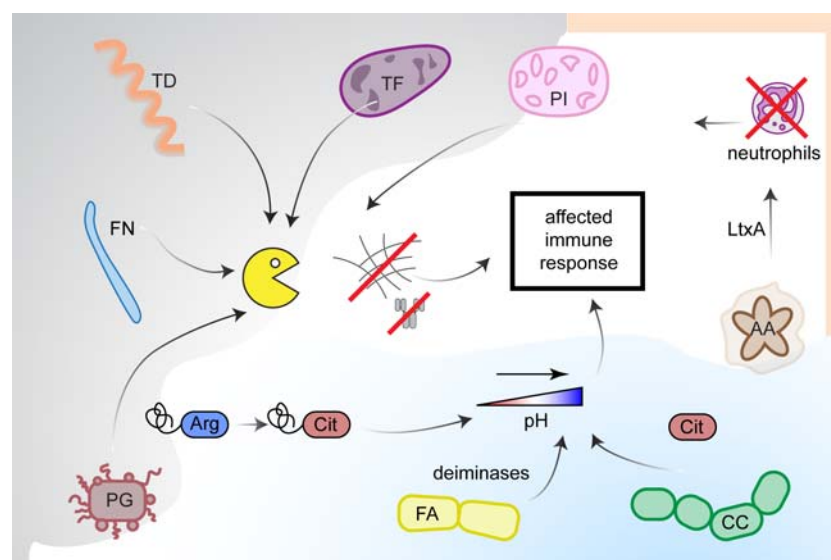 TD
TF
PI
neutrophils
FN
affected
immune
response
LtxA
AA
Arg
Cit
pH
Cit
deiminases
PG
FA
CC